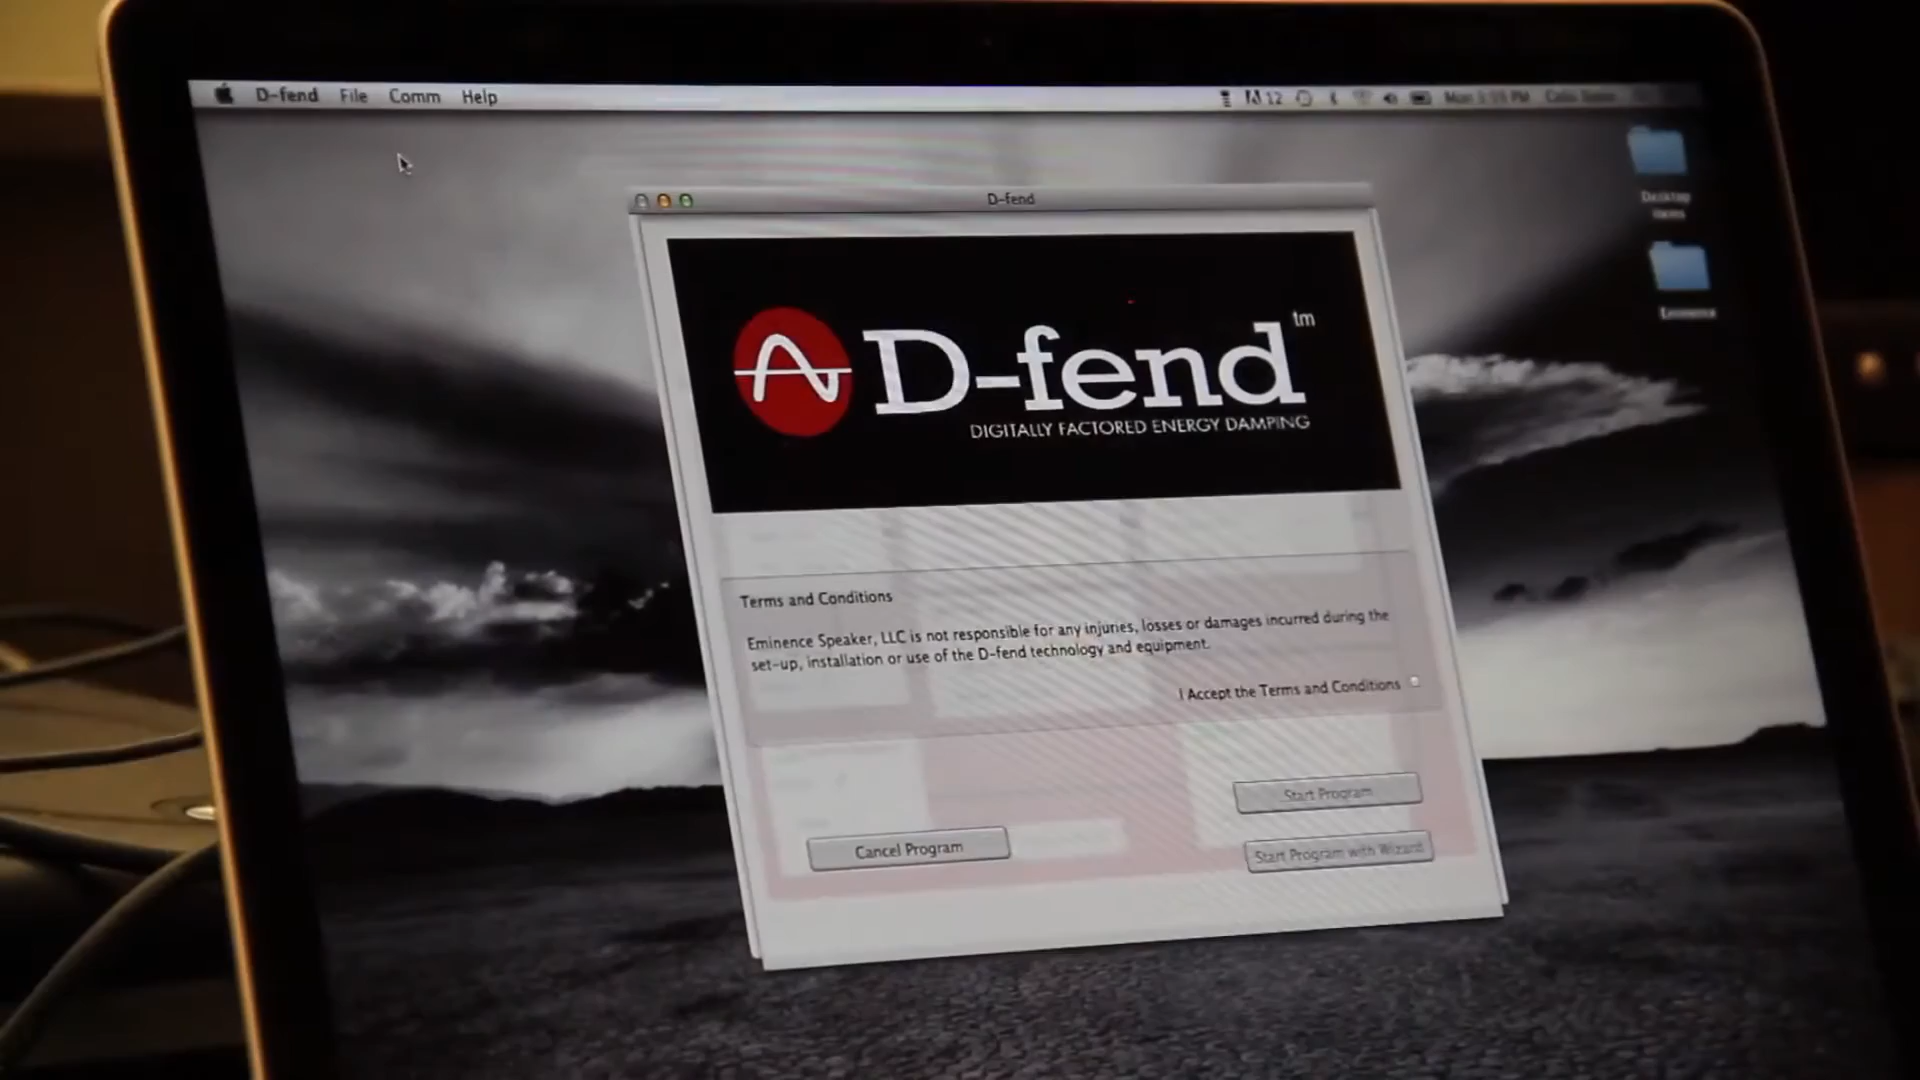 D-fend File Comm Help
12
D-fend
D-fend tm
DIGITALLY FACTORED ENERGY DAMPING
Terms and Conditions
Eminence Speaker, LLC is not responsible for any injuries, losses or damages incurred during the
set-up, installation or use of the D-fend technology and equipment.
I Accept the Terms and Conditions
Start Program
Cancel Program
Start Program with Wizard